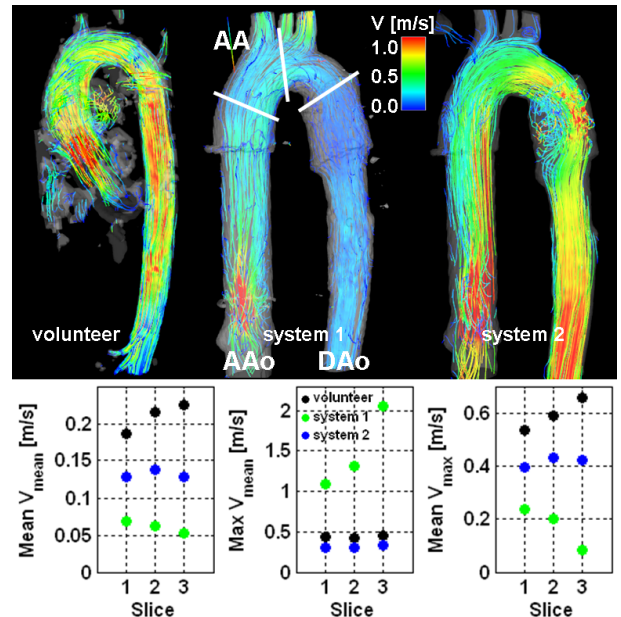 AA
V [m/s]
1.0
0.5
0.0
volunteer
system 1
system 2
AAo
DAo
Mean Vmean [m/s]
0.2
0.15
0.1
0.05
0
1 2 3
Slice
Max Vmean [m/s]
2
1.5
1
0.5
0
volunteer
system 1
system 2
1 2 3
Slice
Mean Vmax [m/s]
0.6
0.4
0.2
0
1 2 3
Slice